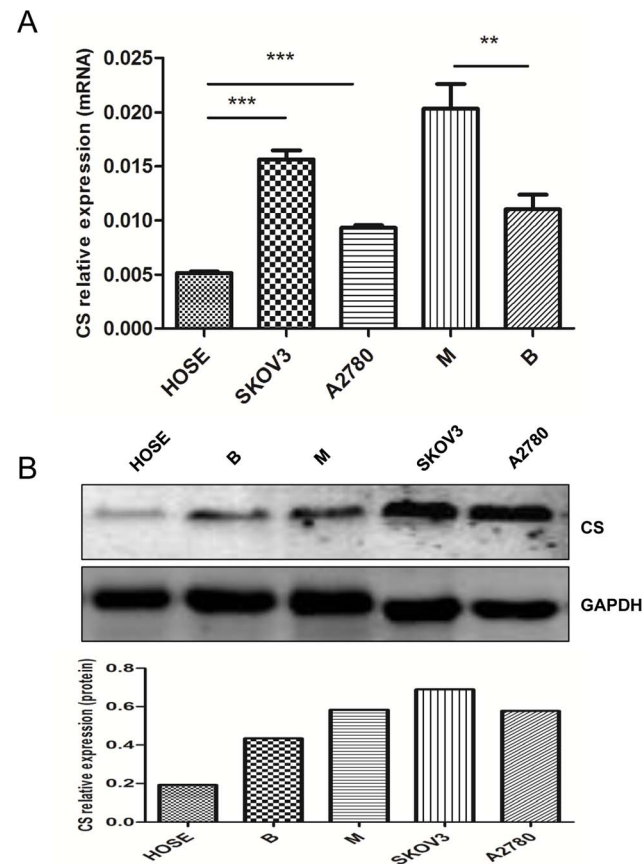 A
CS relative expression (mRNA)
0.025
0.020
0.015
0.010
0.005
0.000
***
***
**
HOSE
SKOV3
A2780
M
B
B
HOSE
B
M
SKOV3
A2780
CS
GAPDH
CS relative expression (protein)
0.8
0.6
0.4
0.2
0.0
HOSE
B
M
SKOV3
A2780